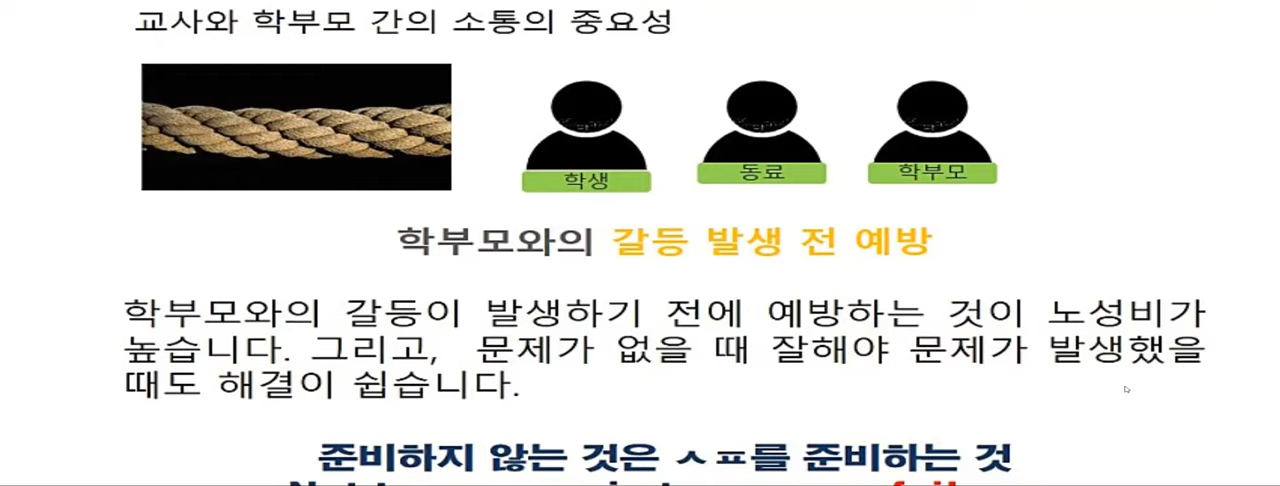 교사와 학부모 간의 소통의 중요성
학생
동료
학부모
학부모와의 갈등 발생 전 예방
학부모와의 갈등이 발생하기 전에 예방하는 것이 노성비가
높습니다. 그리고, 문제가 없을 때 잘해야 문제가 발생했을
때도 해결이 쉽습니다.
준비하지 않는 것은 ㅅㅍ를 준비하는 것